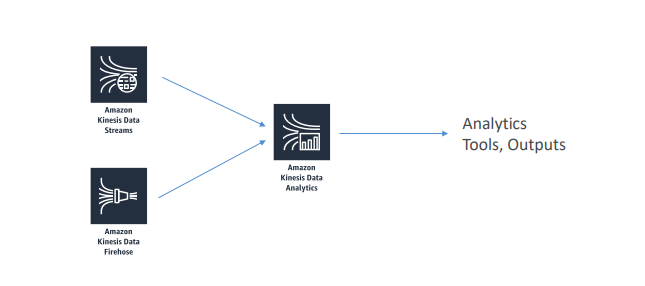 Amazon
Kinesis Data
Streams
Amazon
Kinesis Data
Firehose
Amazon
Kinesis Data
Analytics
Analytics
Tools, Outputs